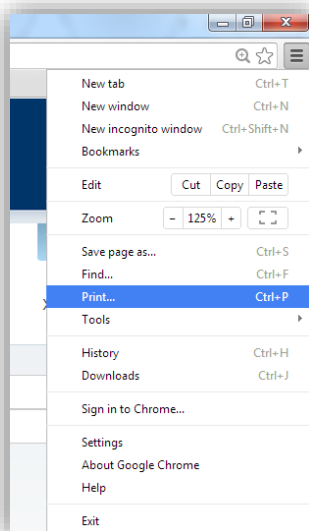 New tab Ctrl+T
New window Ctrl+N
New incognito window Ctrl+Shift+N
Bookmarks
Edit Cut Copy Paste
Zoom - 125% +
Save page as... Ctrl+S
Find... Ctrl+F
Print... Ctrl+P
Tools
History Ctrl+H
Downloads Ctrl+J
Sign in to Chrome...
Settings
About Google Chrome
Help
Exit